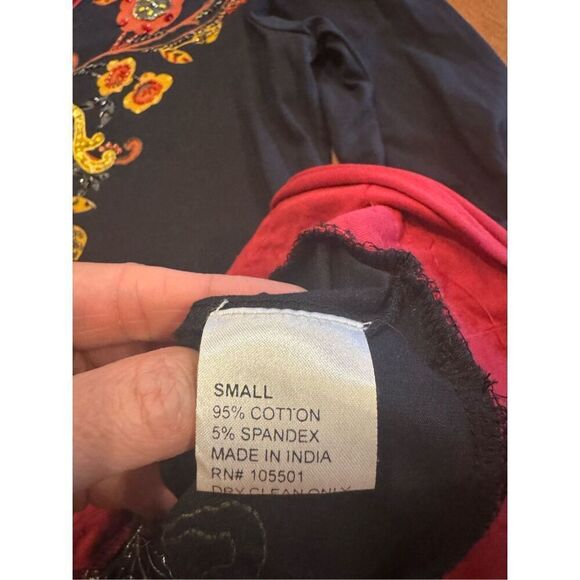 SMALL
95% COTTON
5% SPANDEX
MADE IN INDIA
RN# 105501
DRY CLEAN ONLY